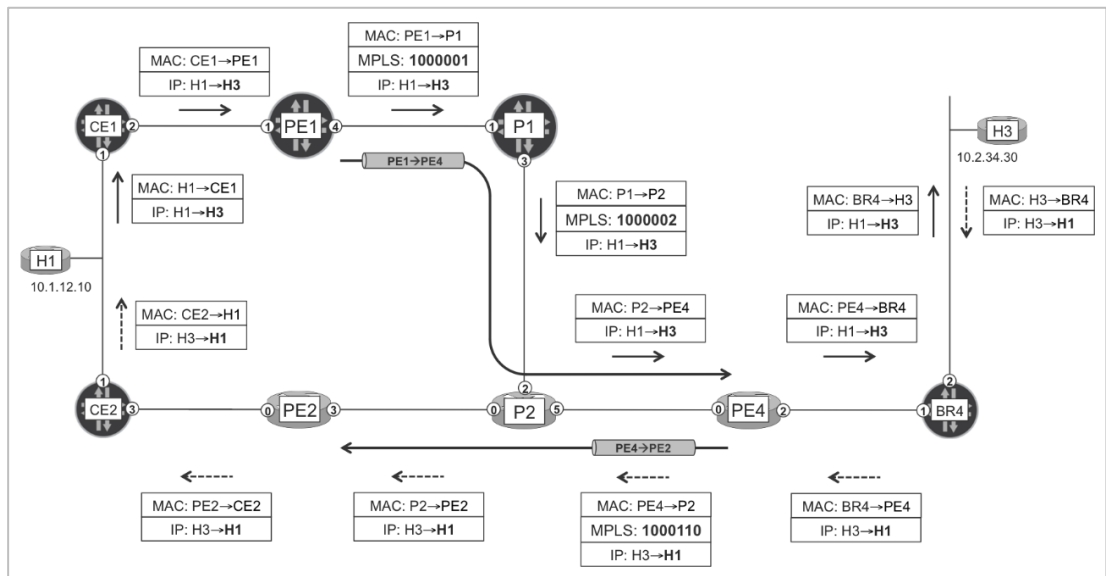 MAC: PE1→P1
MPLS: 1000001
IP: H1→H3
MAC: CE1→PE1
IP: H1→H3
CE1
2
1
1
PE1
4
1
P1
3
H3
10.2.34.30
PE1→PE4
MAC: H1→CE1
IP: H1→H3
MAC: P1→P2
MPLS: 1000002
IP: H1→H3
MAC: BR4→H3
IP: H1→H3
MAC: H3→BR4
IP: H3→H1
H1
10.1.12.10
MAC: CE2→H1
IP: H3→H1
MAC: P2→PE4
IP: H1→H3
MAC: PE4→BR4
IP: H1→H3
1
CE2
3
0
PE2
3
0
2
P2
5
0
PE4
2
1
2
BR4
PE4→PE2
MAC: PE2→CE2
IP: H3→H1
MAC: P2→PE2
IP: H3→H1
MAC: PE4→P2
MPLS: 1000110
IP: H3→H1
MAC: BR4→PE4
IP: H3→H1